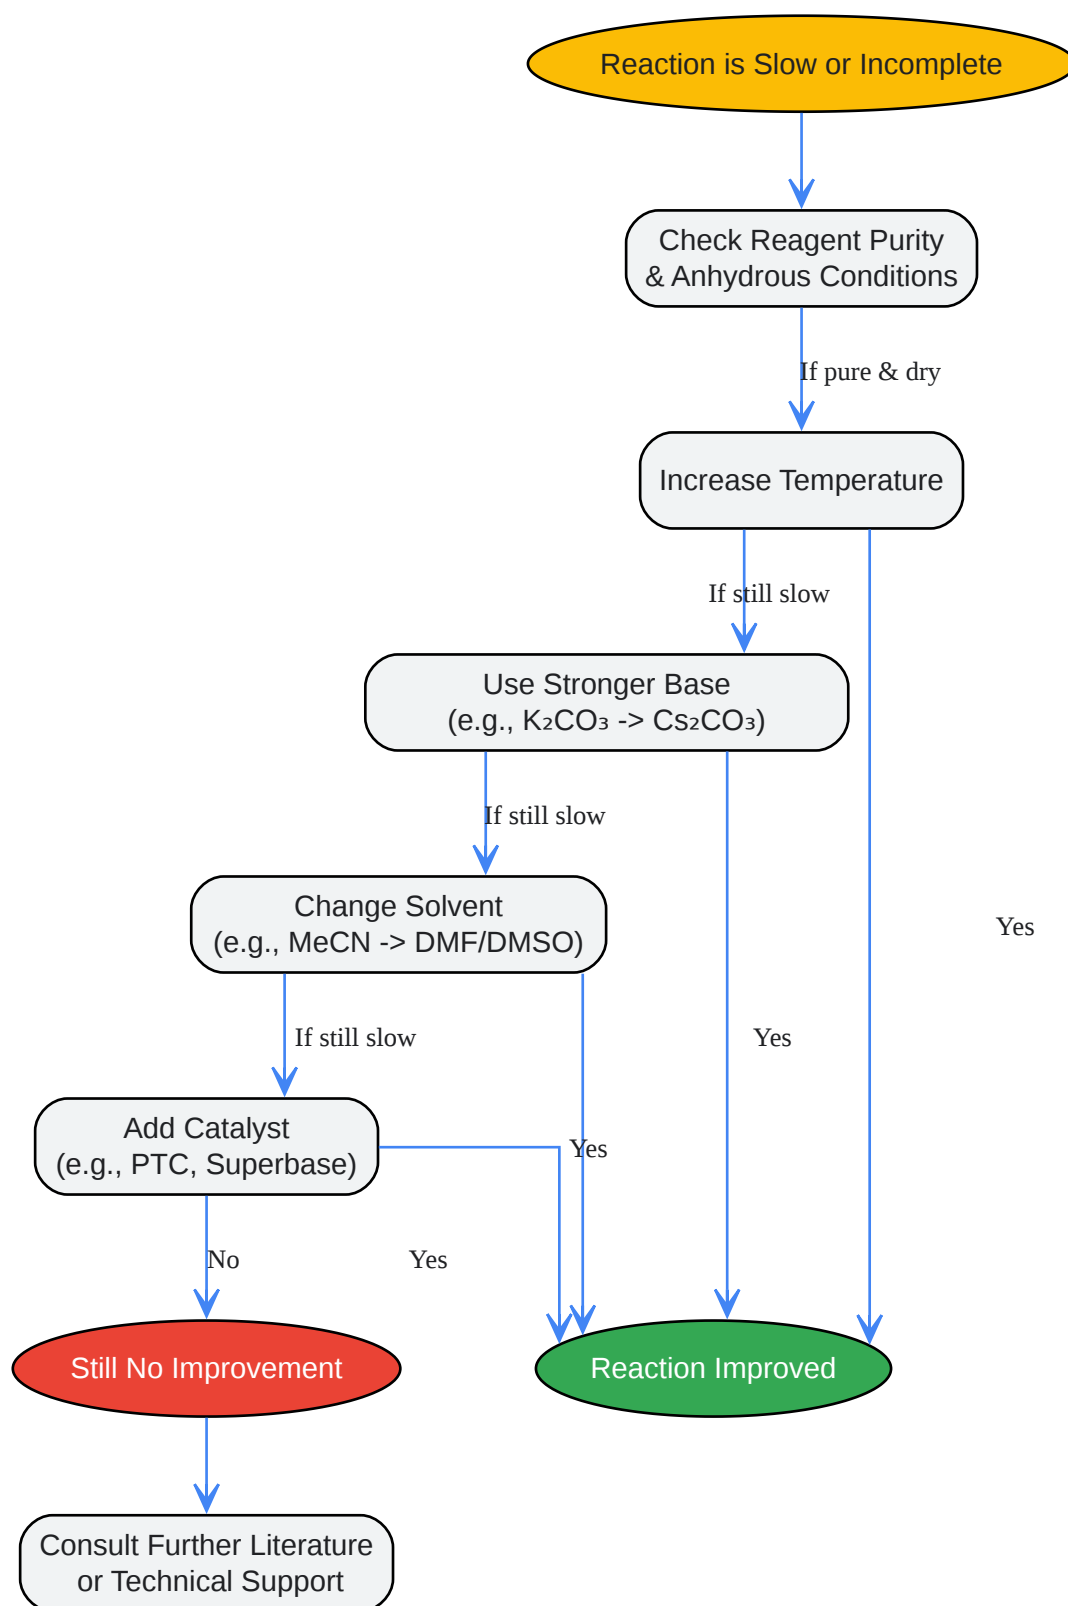 Reaction is Slow or Incomplete
Check Reagent Purity
& Anhydrous Conditions
If pure & dry
Increase Temperature
If still slow
Use Stronger Base
(e.g., K₂CO₃ -> Cs₂CO₃)
If still slow
Change Solvent
(e.g., MeCN -> DMF/DMSO)
Yes
If still slow
Yes
Add Catalyst
(e.g., PTC, Superbase)
Yes
No
Yes
Still No Improvement
Reaction Improved
Consult Further Literature
or Technical Support